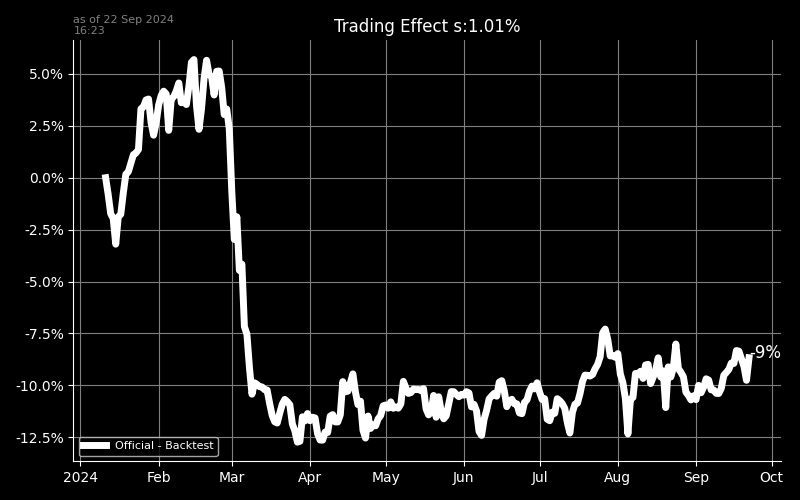 as of 22 Sep 2024
16:23
Trading Effect s:1.01%
5.0%
2.5%
0.0%
-2.5%
-5.0%
-7.5%
-10.0%
-12.5%
-9%
Official - Backtest
2024 Feb Mar Apr May Jun Jul Aug Sep Oct